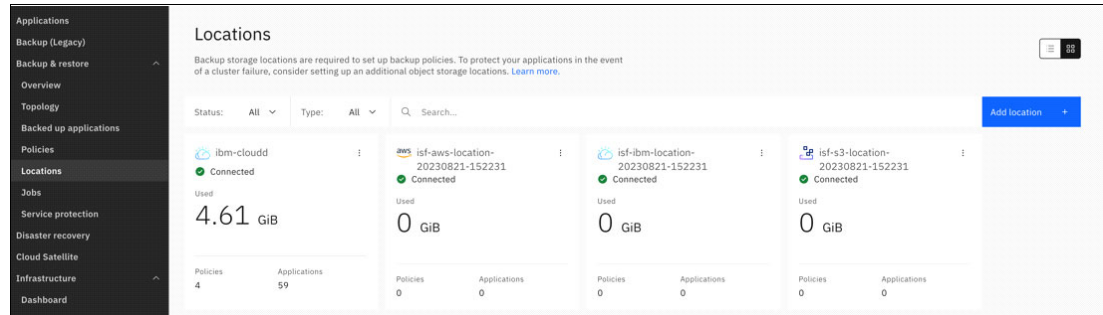 Applications
Backup (Legacy)
Backup & restore
Overview
Topology
Backed up applications
Policies
Locations
Jobs
Service protection
Disaster recovery
Cloud Satellite
Infrastructure
Dashboard
Locations
Backup storage locations are required to set up backup policies. To protect your applications in the event
of a cluster failure, consider setting up an additional object storage locations. Learn more.
Status: All Type: All Search...
Add location +
ibm-cloudd
Connected
Used
4.61 GiB
Policies Applications
4 59
aws isf-aws-location-
20230821-152231
Connected
Used
0 GiB
Policies Applications
0 0
isf-ibm-location-
20230821-152231
Connected
Used
0 GiB
Policies Applications
0 0
isf-s3-location-
20230821-152231
Connected
Used
0 GiB
Policies Applications
0 0